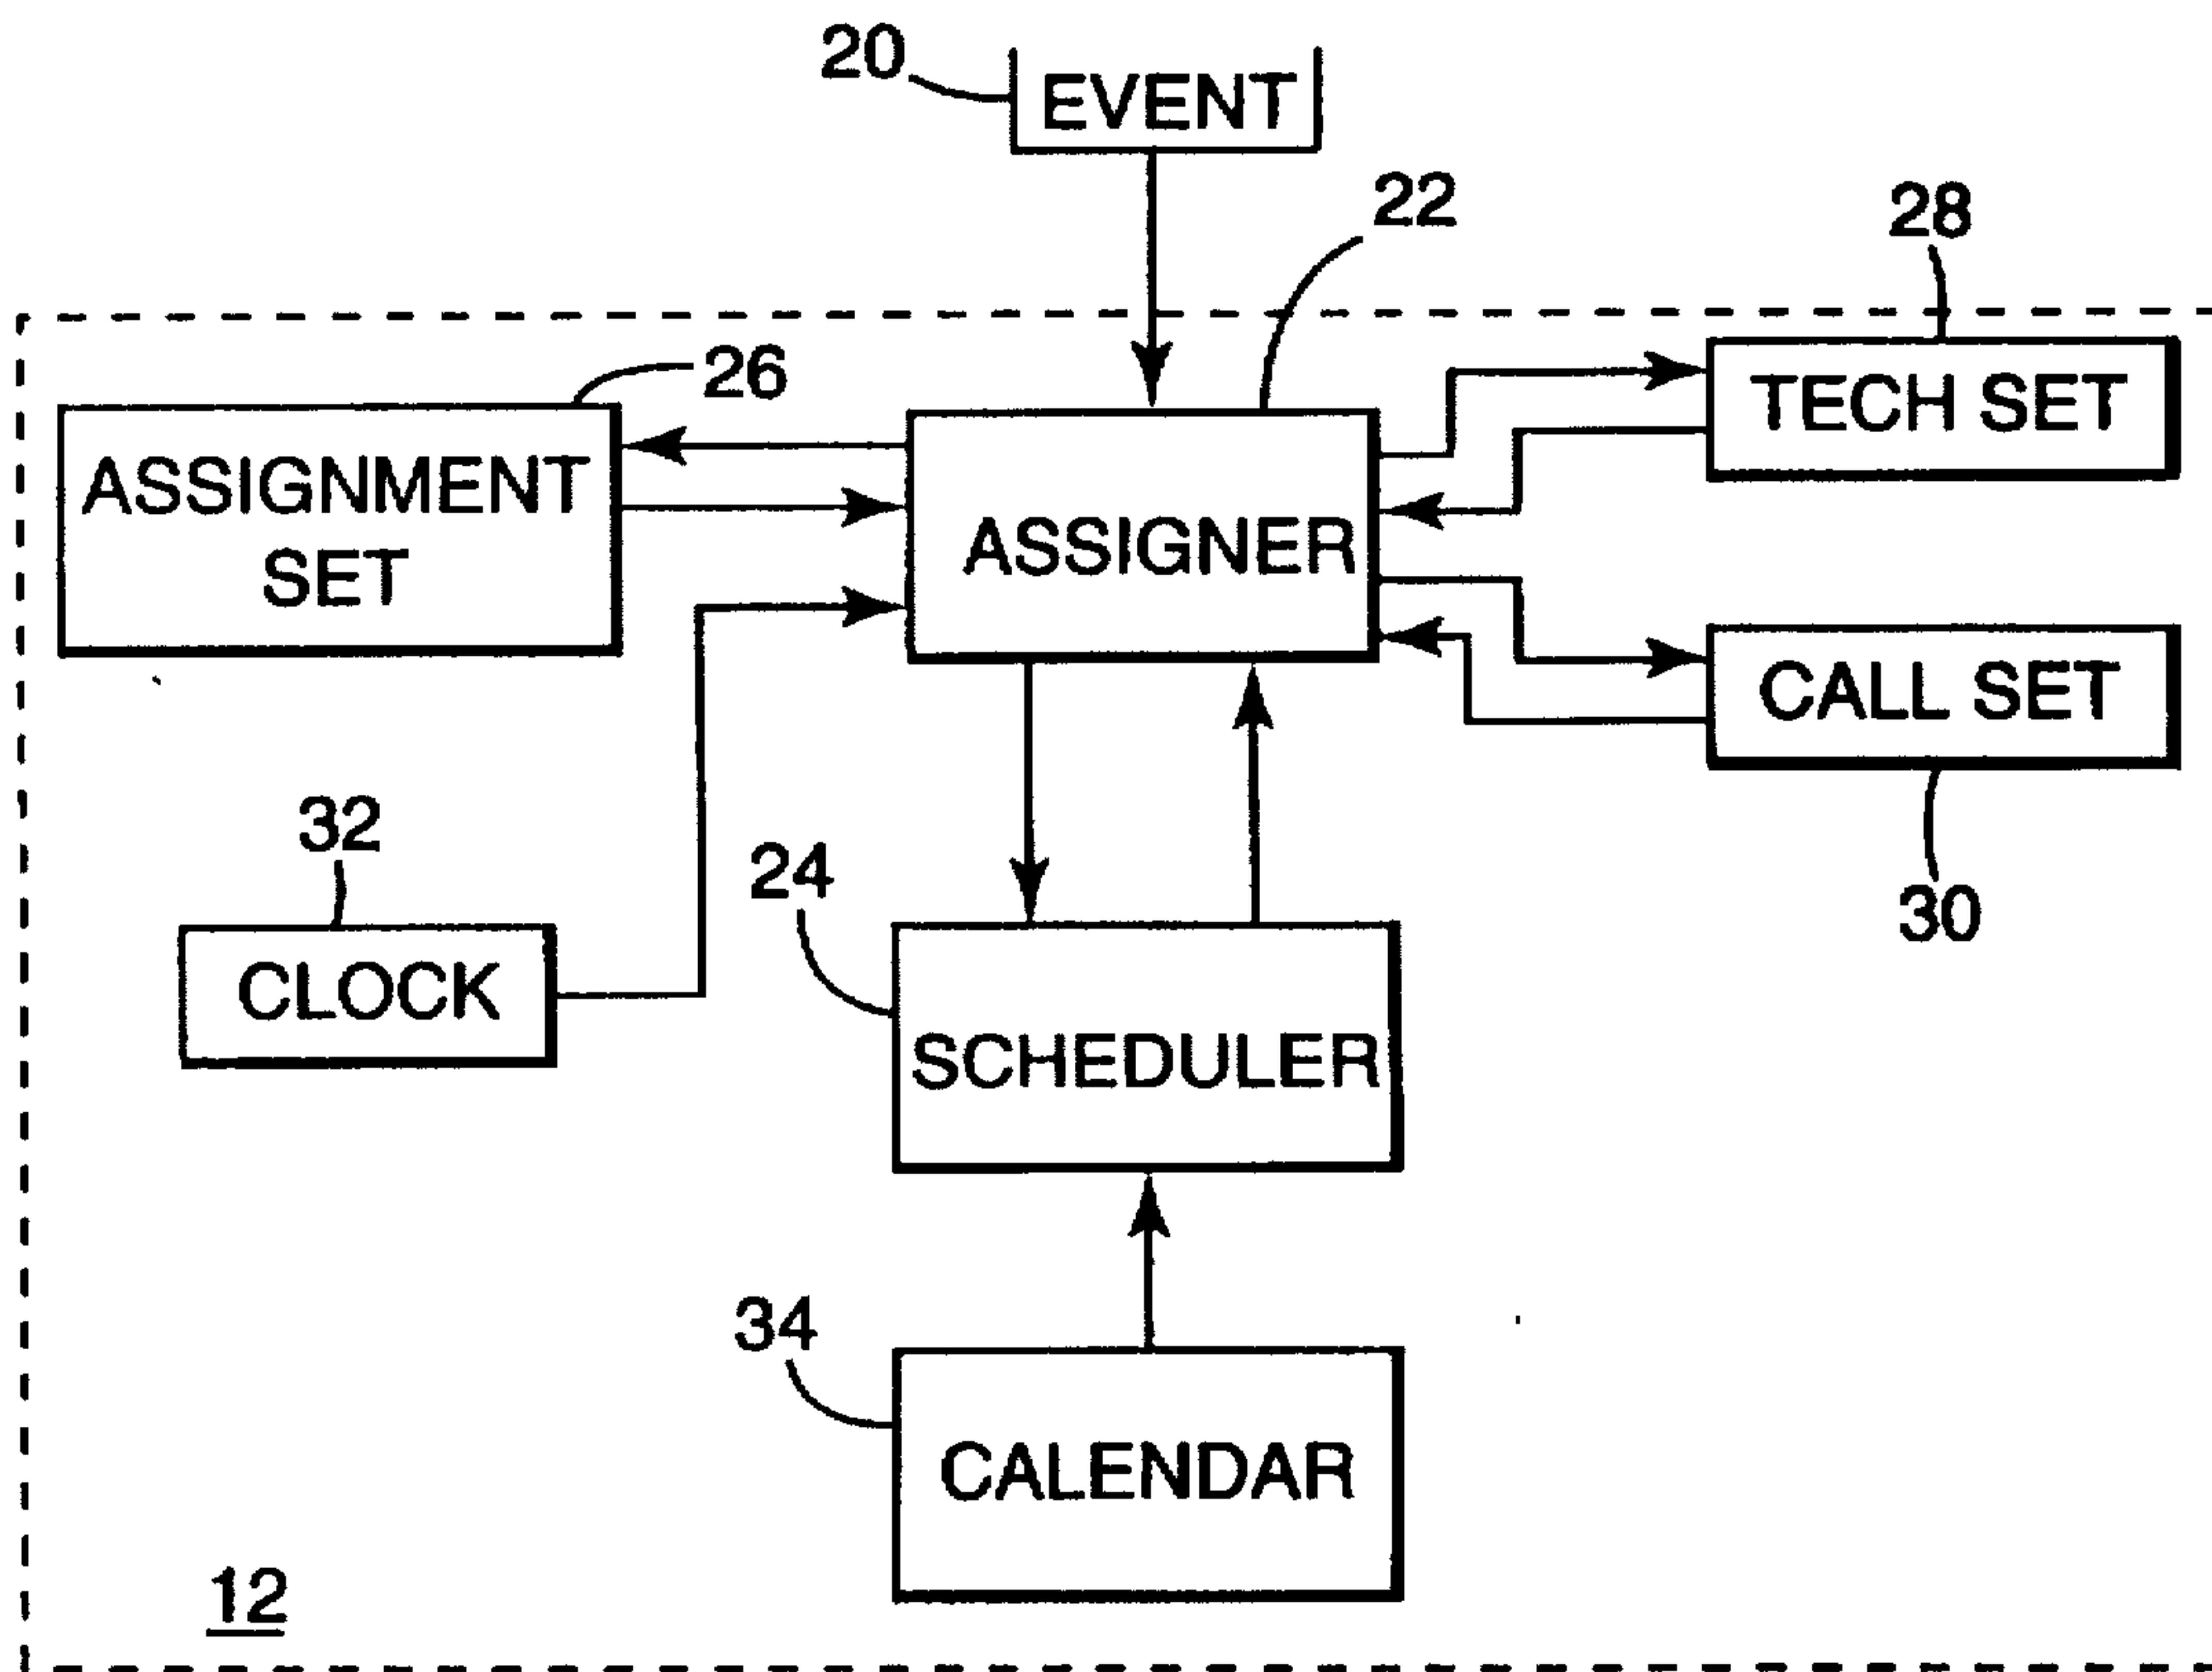 20
EVENT
22
28
26
TECH SET
ASSIGNMENT
SET
ASSIGNER
CALL SET
32
24
30
CLOCK
SCHEDULER
34
CALENDAR
12